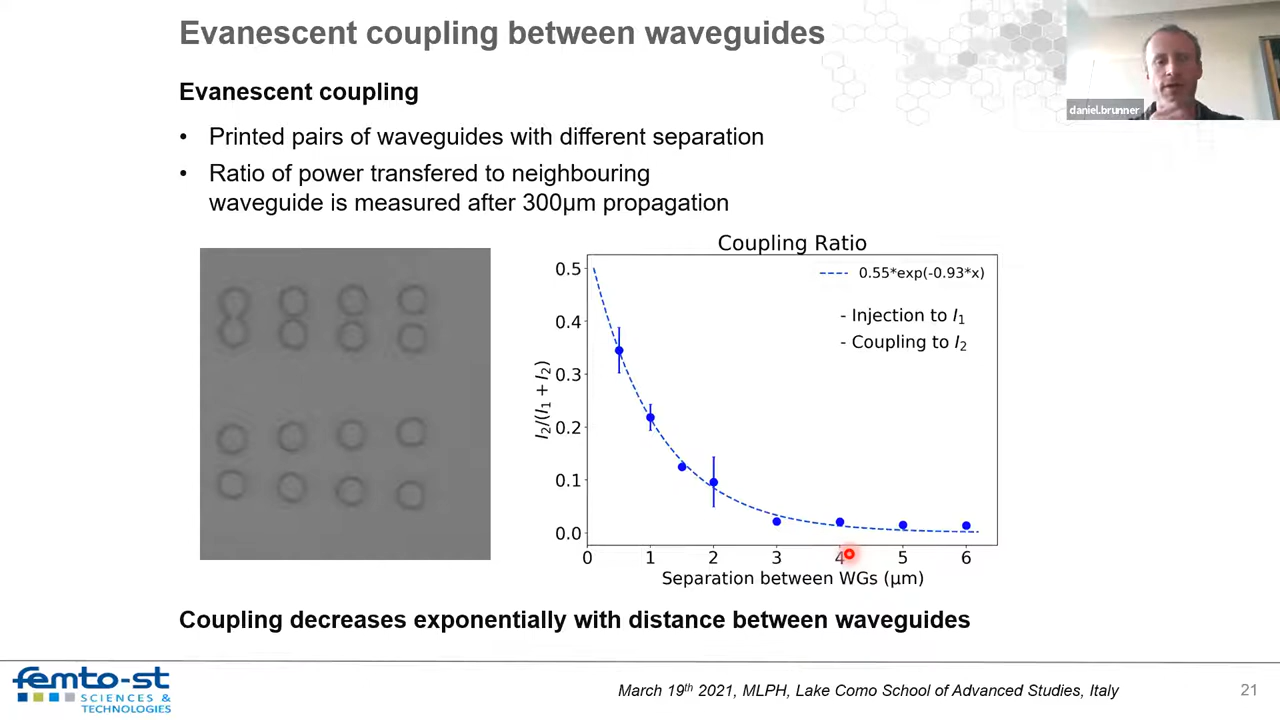 Evanescent coupling between waveguides
daniel.brunner
Evanescent coupling
• Printed pairs of waveguides with different separation
• Ratio of power transfered to neighbouring
waveguide is measured after 300µm propagation
Coupling Ratio
0.55*exp(-0.93*x)
- Injection to I₁
- Coupling to I₂
I₂/(I₁ + I₂)
0.5
0.4
0.3
0.2
0.1
0.0
0 1 2 3 4 5 6
Separation between WGs (µm)
Coupling decreases exponentially with distance between waveguides
femto-st
SCIENCES &
TECHNOLOGIES
March 19th 2021, MLPH, Lake Como School of Advanced Studies, Italy
21